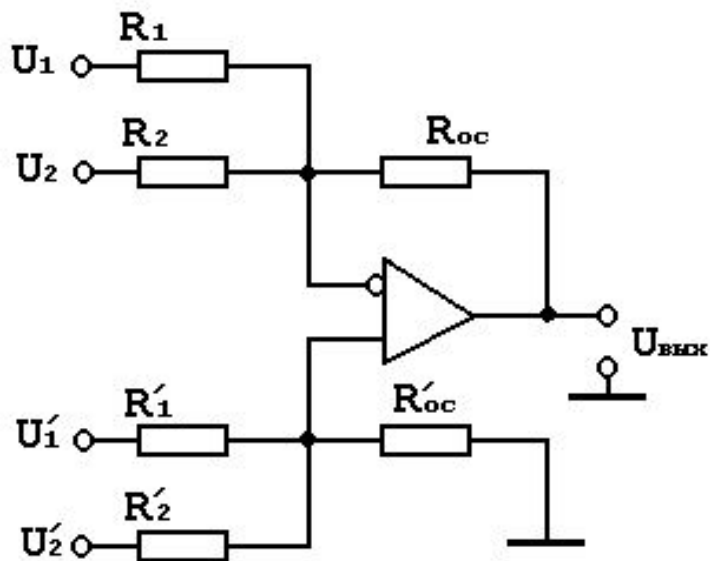 R₁
U₁
R₂
U₂
Rос
Uвых
R′₁
R′ос
U′₁
R′₂
U′₂